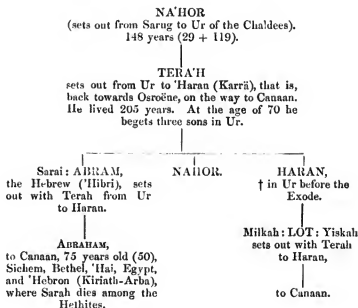 NA'HOR
(sets out from Sarug to Ur of the Chaldees).
148 years (29 + 119).
TERA'H
sets out from Ur to 'Haran (Karrä), that is,
back towards Osroëne, on the way to Canaan.
He lived 205 years. At the age of 70 he
begets three sons in Ur.
Sarai : ABRAM,
the Hebrew ('Hibri), sets
out with Terah from Ur
to Haran.
ABRAHAM,
to Canaan, 75 years old (50),
Sichem, Bethel, 'Hai, Egypt,
and 'Hebron (Kiriath-Arba),
where Sarah dies among the
Hethites.
NAHOR.
HARAN,
† in Ur before the
Exode.
Milkah : LOT : Yiskah
sets out with Terah
to Haran,
to Canaan.